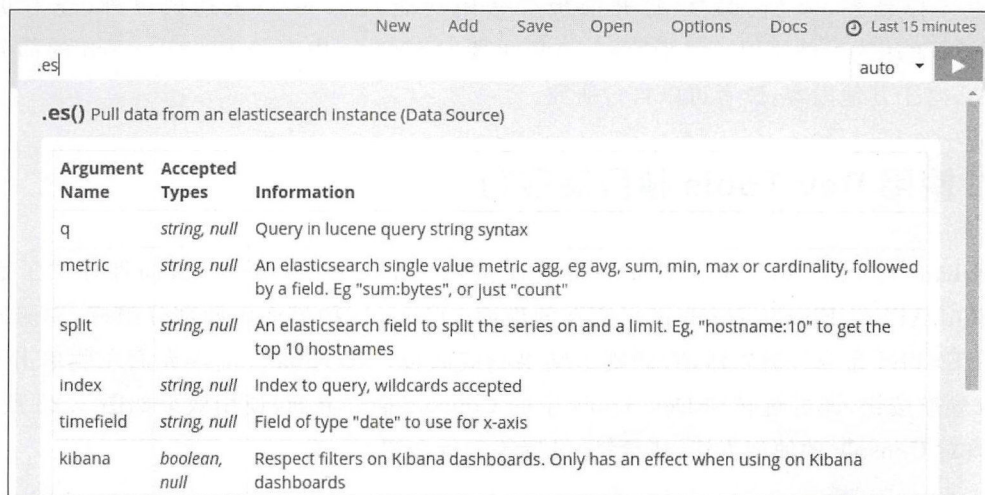 New Add Save Open Options Docs Last 15 minutes
.es auto
.es() Pull data from an elasticsearch instance (Data Source)
Argument Name Accepted Types Information
q string, null Query in lucene query string syntax
metric string, null An elasticsearch single value metric agg, eg avg, sum, min, max or cardinality, followed
by a field. Eg "sum:bytes", or just "count"
split string, null An elasticsearch field to split the series on and a limit. Eg, "hostname:10" to get the
top 10 hostnames
index string, null Index to query, wildcards accepted
timefield string, null Field of type "date" to use for x-axis
kibana boolean, null Respect filters on Kibana dashboards. Only has an effect when using on Kibana
dashboards